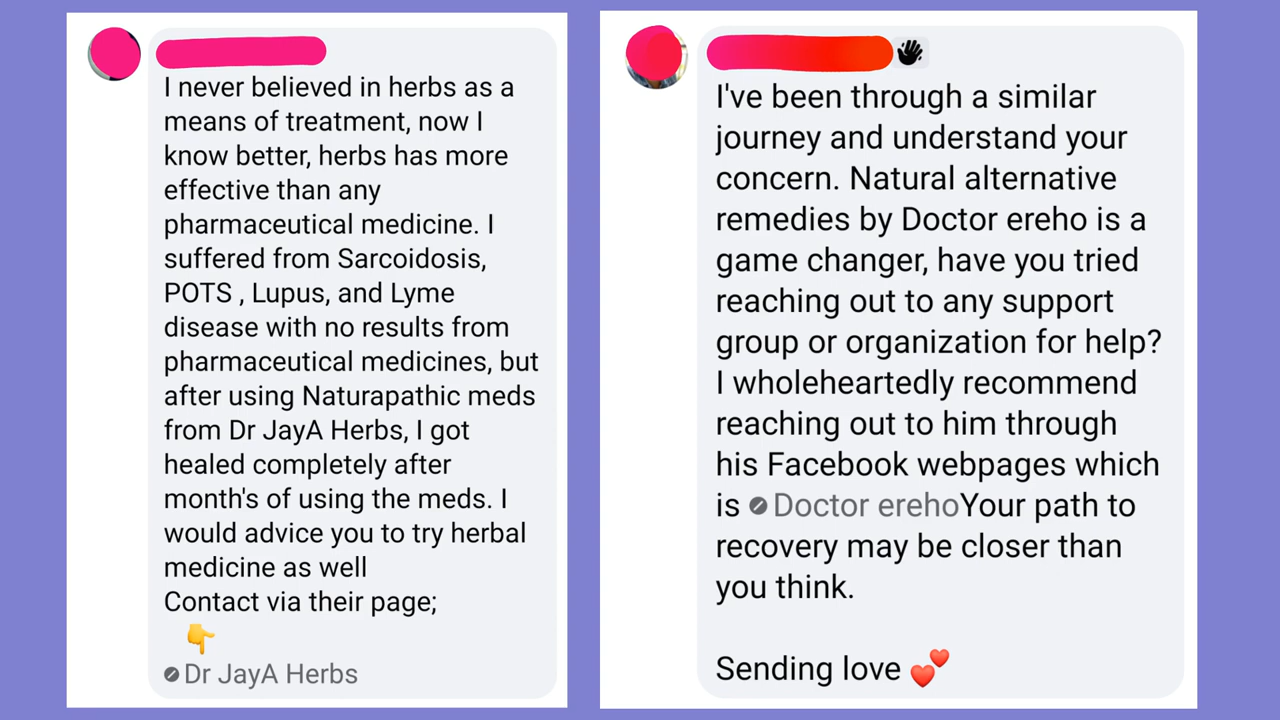 I never believed in herbs as a
means of treatment, now I
know better, herbs has more
effective than any
pharmaceutical medicine. I
suffered from Sarcoidosis,
POTS , Lupus, and Lyme
disease with no results from
pharmaceutical medicines, but
after using Naturapathic meds
from Dr JayA Herbs, I got
healed completely after
month's of using the meds. I
would advice you to try herbal
medicine as well
Contact via their page;
👇
Dr JayA Herbs
I've been through a similar
journey and understand your
concern. Natural alternative
remedies by Doctor ereho is a
game changer, have you tried
reaching out to any support
group or organization for help?
I wholeheartedly recommend
reaching out to him through
his Facebook webpages which
is Doctor erehoYour path to
recovery may be closer than
you think.
Sending love 💕